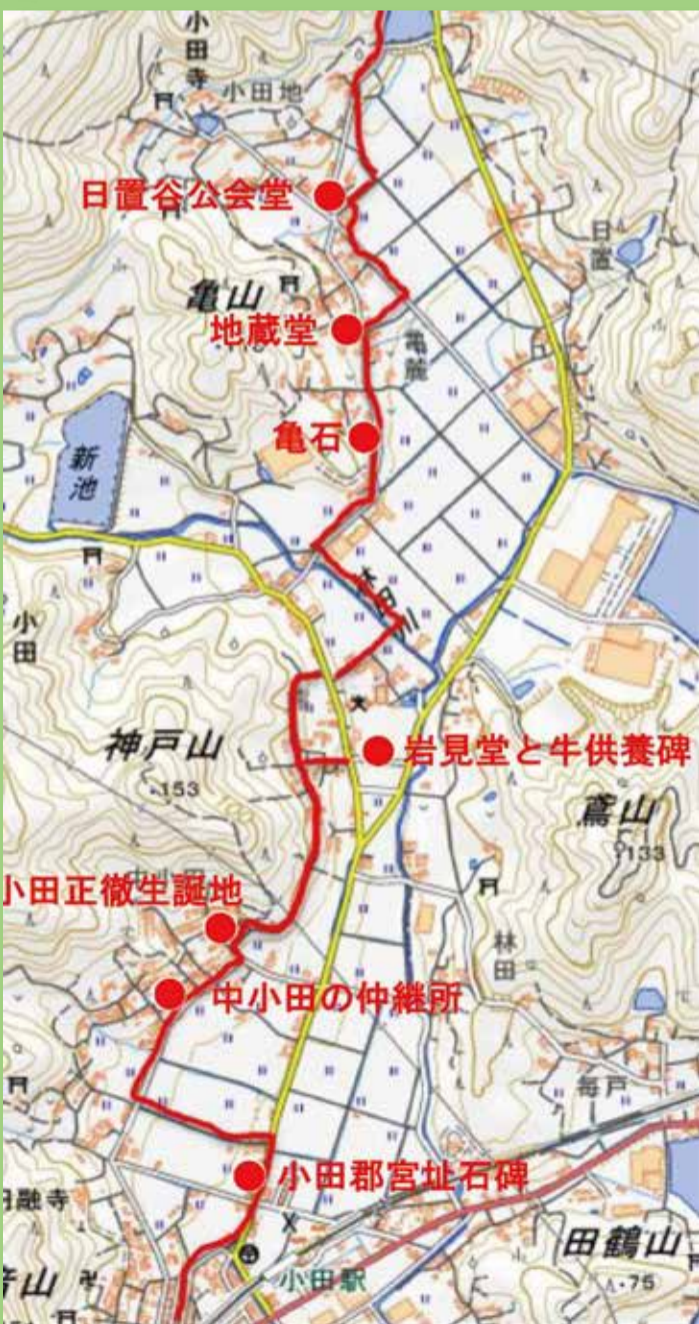 小田寺
小田地
日置谷公会堂
日置
亀山
地蔵堂
亀石
新池
小田
岩見堂と牛供養碑
神戸山
・153
鳶山
・133
小田正徹生誕地
林田
中小田の仲継所
毎戸
小田郡宮址石碑
田鶴山
・75
小田駅